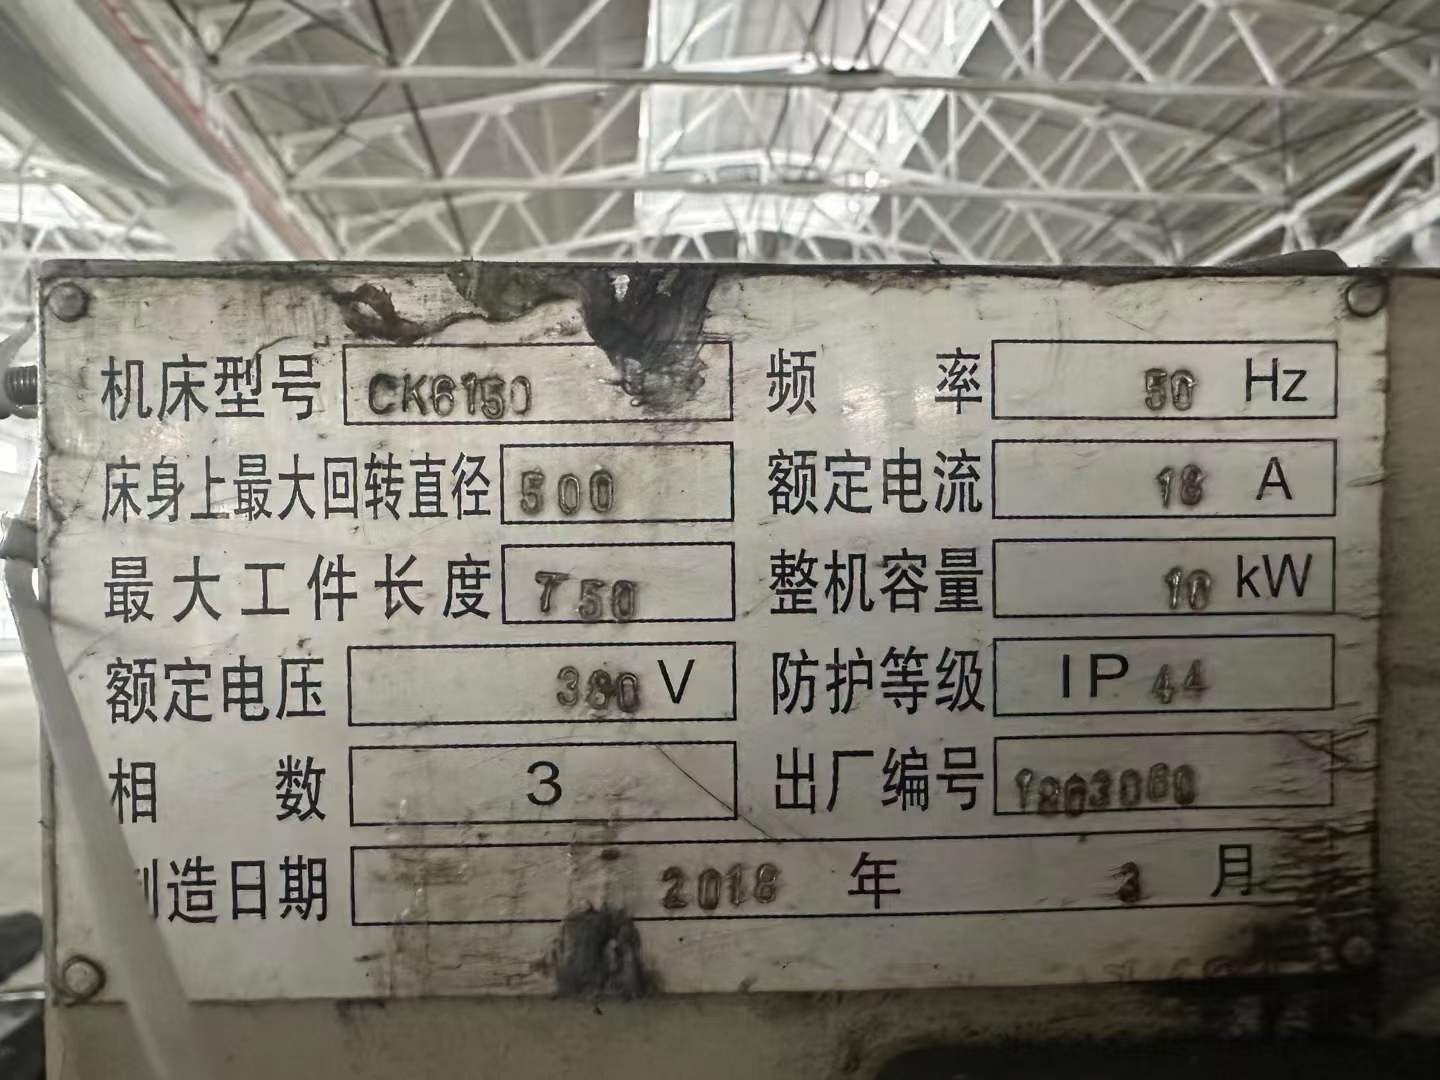 机床型号 CK6150 频率 50 Hz
床身上最大回转直径 500 额定电流 18 A
最大工件长度 750 整机容量 10 kW
额定电压 380 V 防护等级 IP 44
相数 3 出厂编号
制造日期 2018 年 3 月